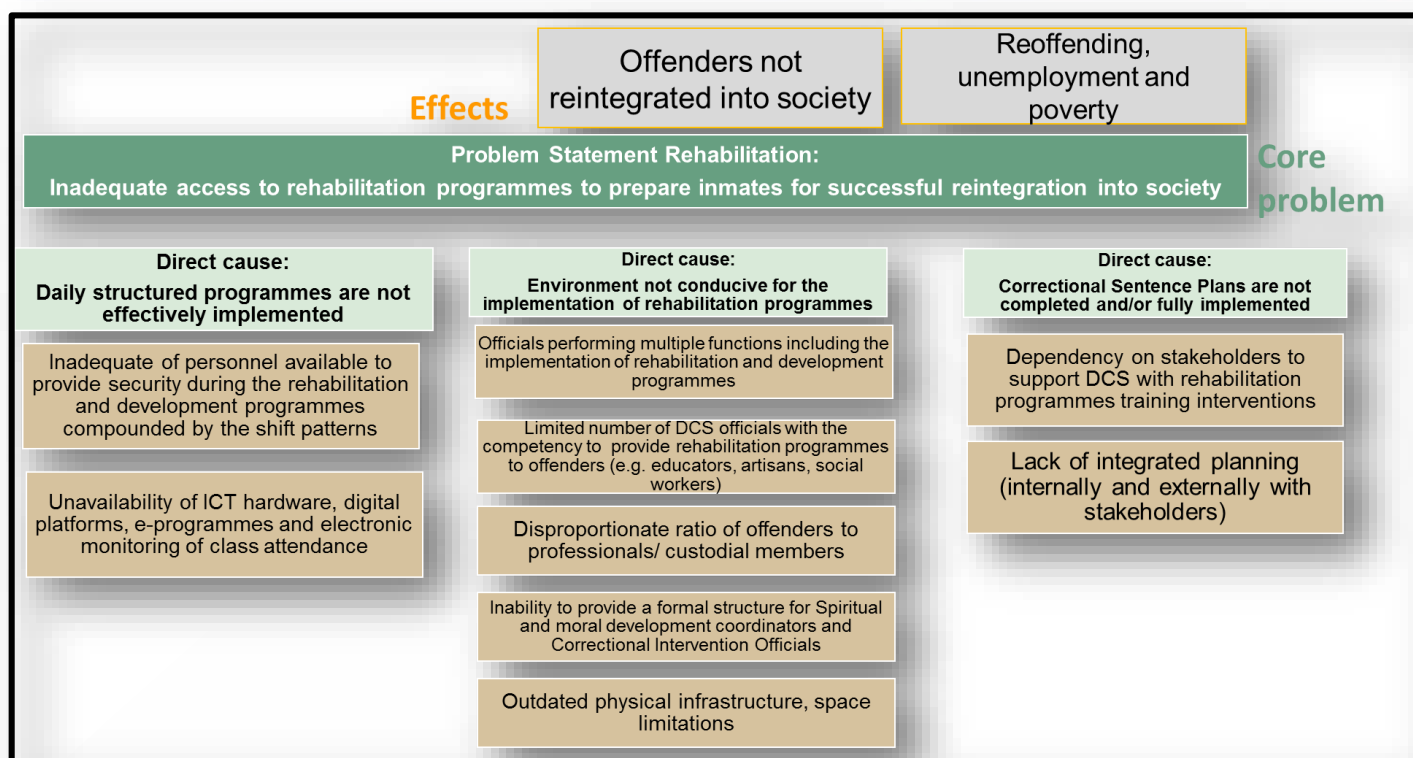 Offenders not
reintegrated into society
Reoffending,
unemployment and
poverty
Effects
Problem Statement Rehabilitation:
Inadequate access to rehabilitation programmes to prepare inmates for successful reintegration into society
Core
problem
Direct cause:
Daily structured programmes are not
effectively implemented
Inadequate of personnel available to
provide security during the rehabilitation
and development programmes
compounded by the shift patterns
Unavailability of ICT hardware, digital
platforms, e-programmes and electronic
monitoring of class attendance
Direct cause:
Environment not conducive for the
implementation of rehabilitation programmes
Officials performing multiple functions including the
implementation of rehabilitation and development
programmes
Limited number of DCS officials with the
competency to provide rehabilitation programmes
to offenders (e.g. educators, artisans, social
workers)
Disproportionate ratio of offenders to
professionals/ custodial members
Inability to provide a formal structure for Spiritual
and moral development coordinators and
Correctional Intervention Officials
Outdated physical infrastructure, space
limitations
Direct cause:
Correctional Sentence Plans are not
completed and/or fully implemented
Dependency on stakeholders to
support DCS with rehabilitation
programmes training interventions
Lack of integrated planning
(internally and externally with
stakeholders)